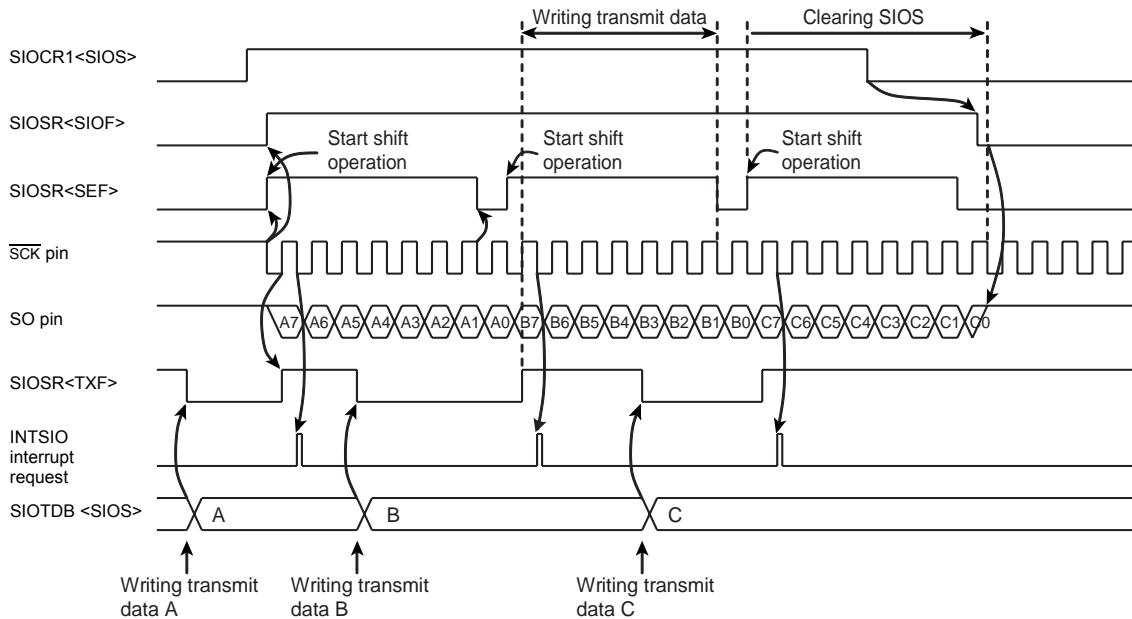 Writing transmit data
Clearing SIOS
SIOCR1<SIOS>
SIOSR<SIOF>
Start shift
operation
Start shift
operation
Start shift
operation
SIOSR<SEF>
SCK pin
SO pin
A7 A6 A5 A4 A3 A2 A1 A0 B7 B6 B5 B4 B3 B2 B1 B0 C7 C6 C5 C4 C3 C2 C1 C0
SIOSR<TXF>
INTSIO
interrupt
request
SIOTDB <SIOS>
A B C
Writing transmit
data A
Writing transmit
data B
Writing transmit
data C